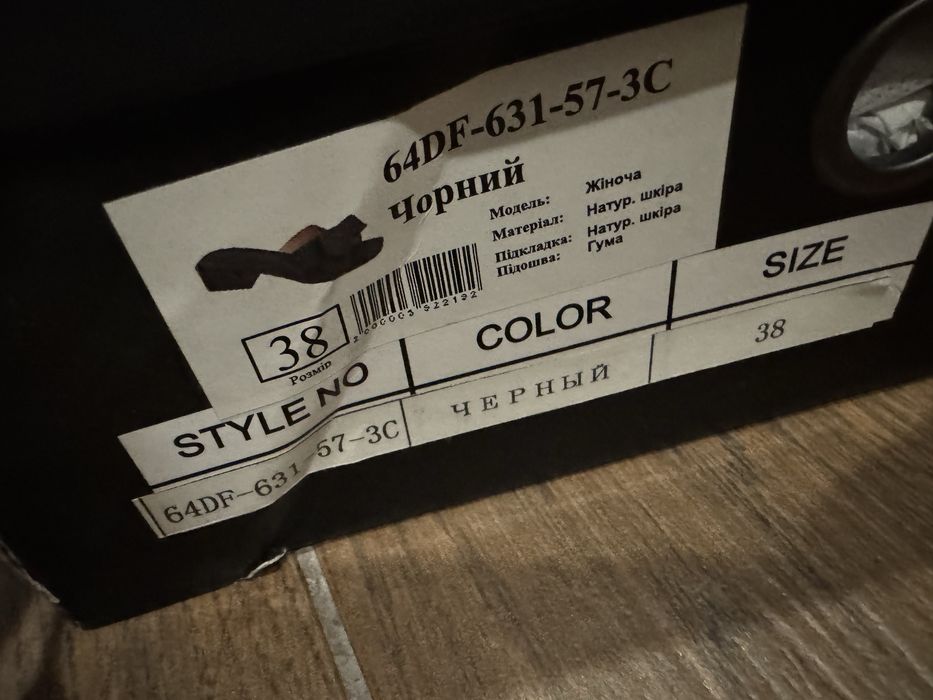 64DF-631-57-3C
Чорний
Модель: Жіноча
Матеріал: Натур. шкіра
Підкладка: Натур. шкіра
Підошва: Гума
38
Розмір
STYLE NO COLOR SIZE
64DF-631-57-3C ЧЕРНЫЙ 38